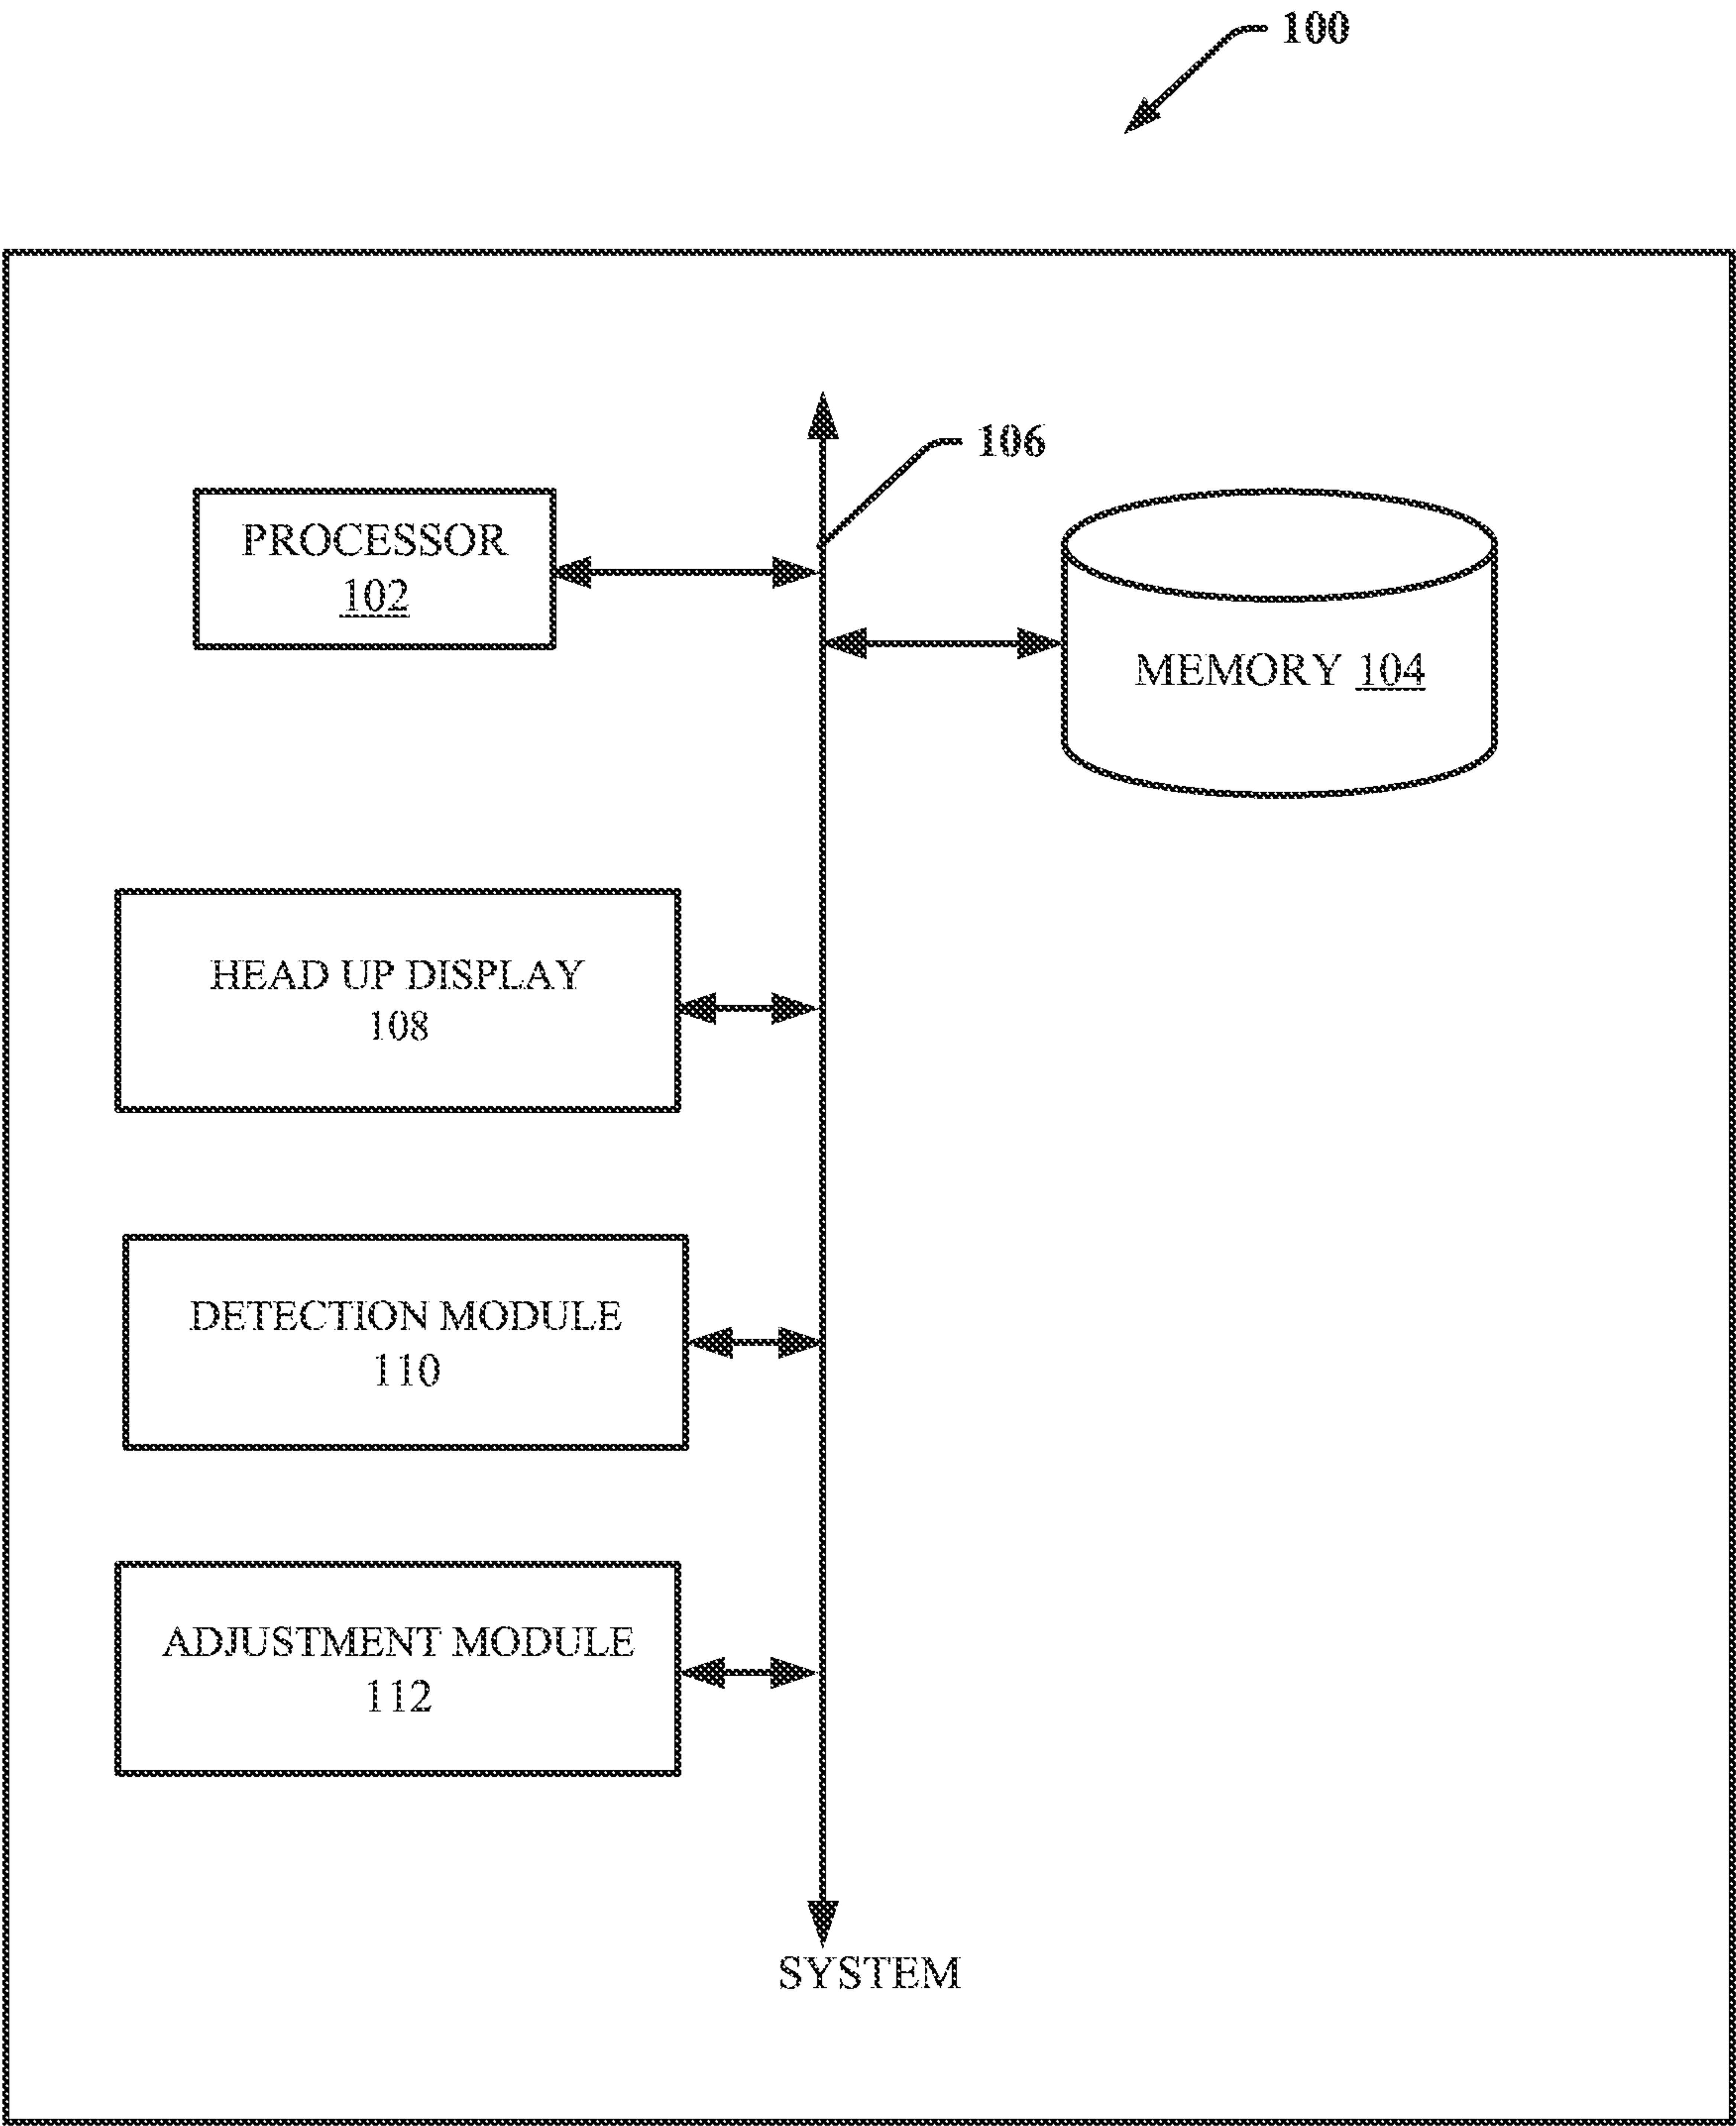 100
106
PROCESSOR
102
MEMORY 104
HEAD UP DISPLAY
108
DETECTION MODULE
110
ADJUSTMENT MODULE
112
SYSTEM